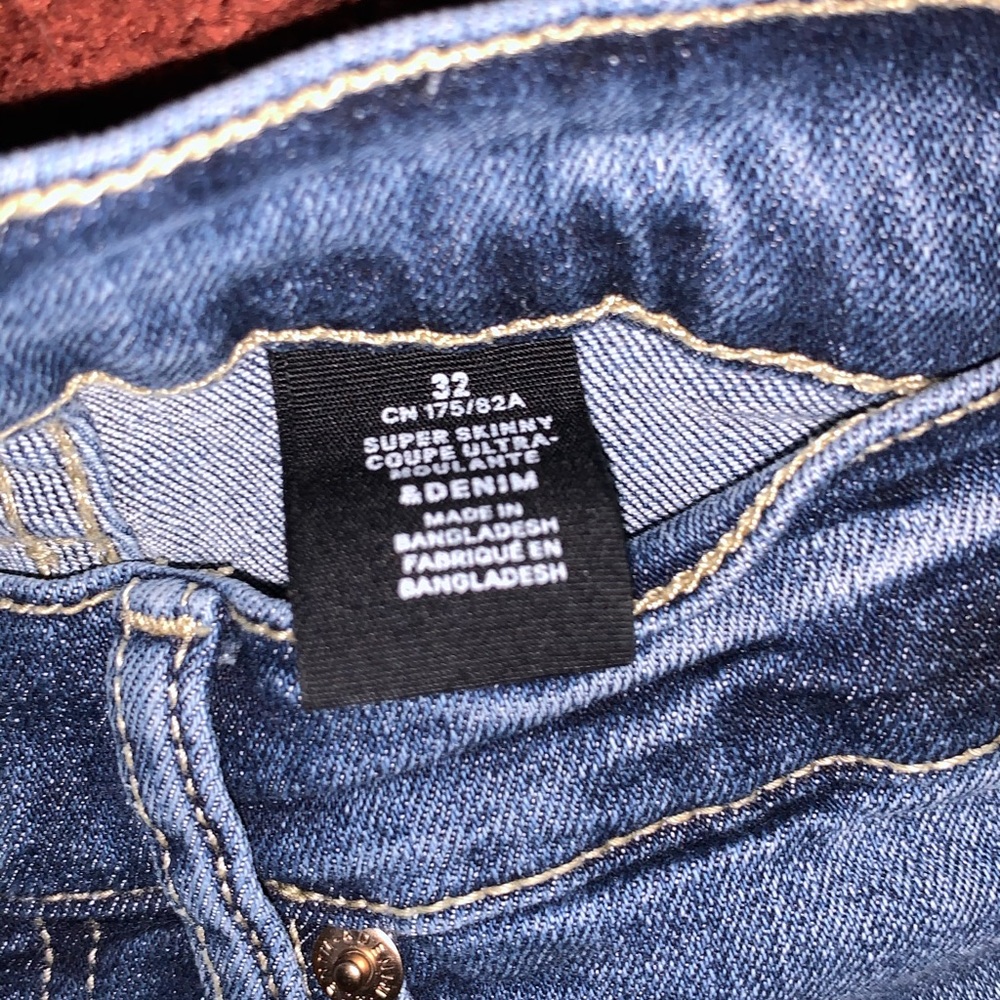 32
CN 175/82A
SUPER SKINNY
COUPE ULTRA-
MOULANTE
&DENIM
MADE IN
BANGLADESH
FABRIQUÉ EN
BANGLADESH